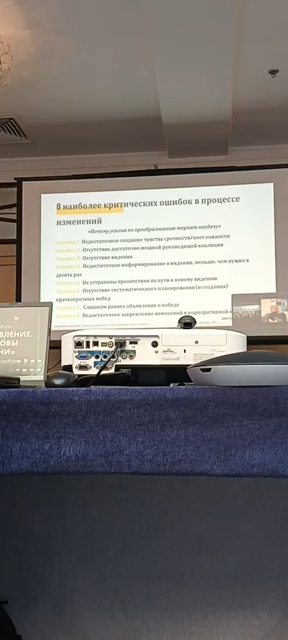 8 наиболее критических ошибок в процессе
изменений
«Почему усилия по преобразованию терпят неудачу»
Ошибка 1: Недостаточное создание чувства срочности/неотложности
Ошибка 2: Отсутствие достаточно мощной руководящей коалиции
Ошибка 3: Отсутствие видения
Ошибка 4: Недостаточное информирование о видении, меньше, чем нужно в
десять раз
Ошибка 5: Не устранены препятствия на пути к новому видению
Ошибка 6: Отсутствие систематического планирования (и создания)
краткосрочных побед
Ошибка 7: Слишком раннее объявление о победе
Ошибка 8: Недостаточное закрепление изменений в корпоративной
ВЛЕНИЕ.
ОВЫ